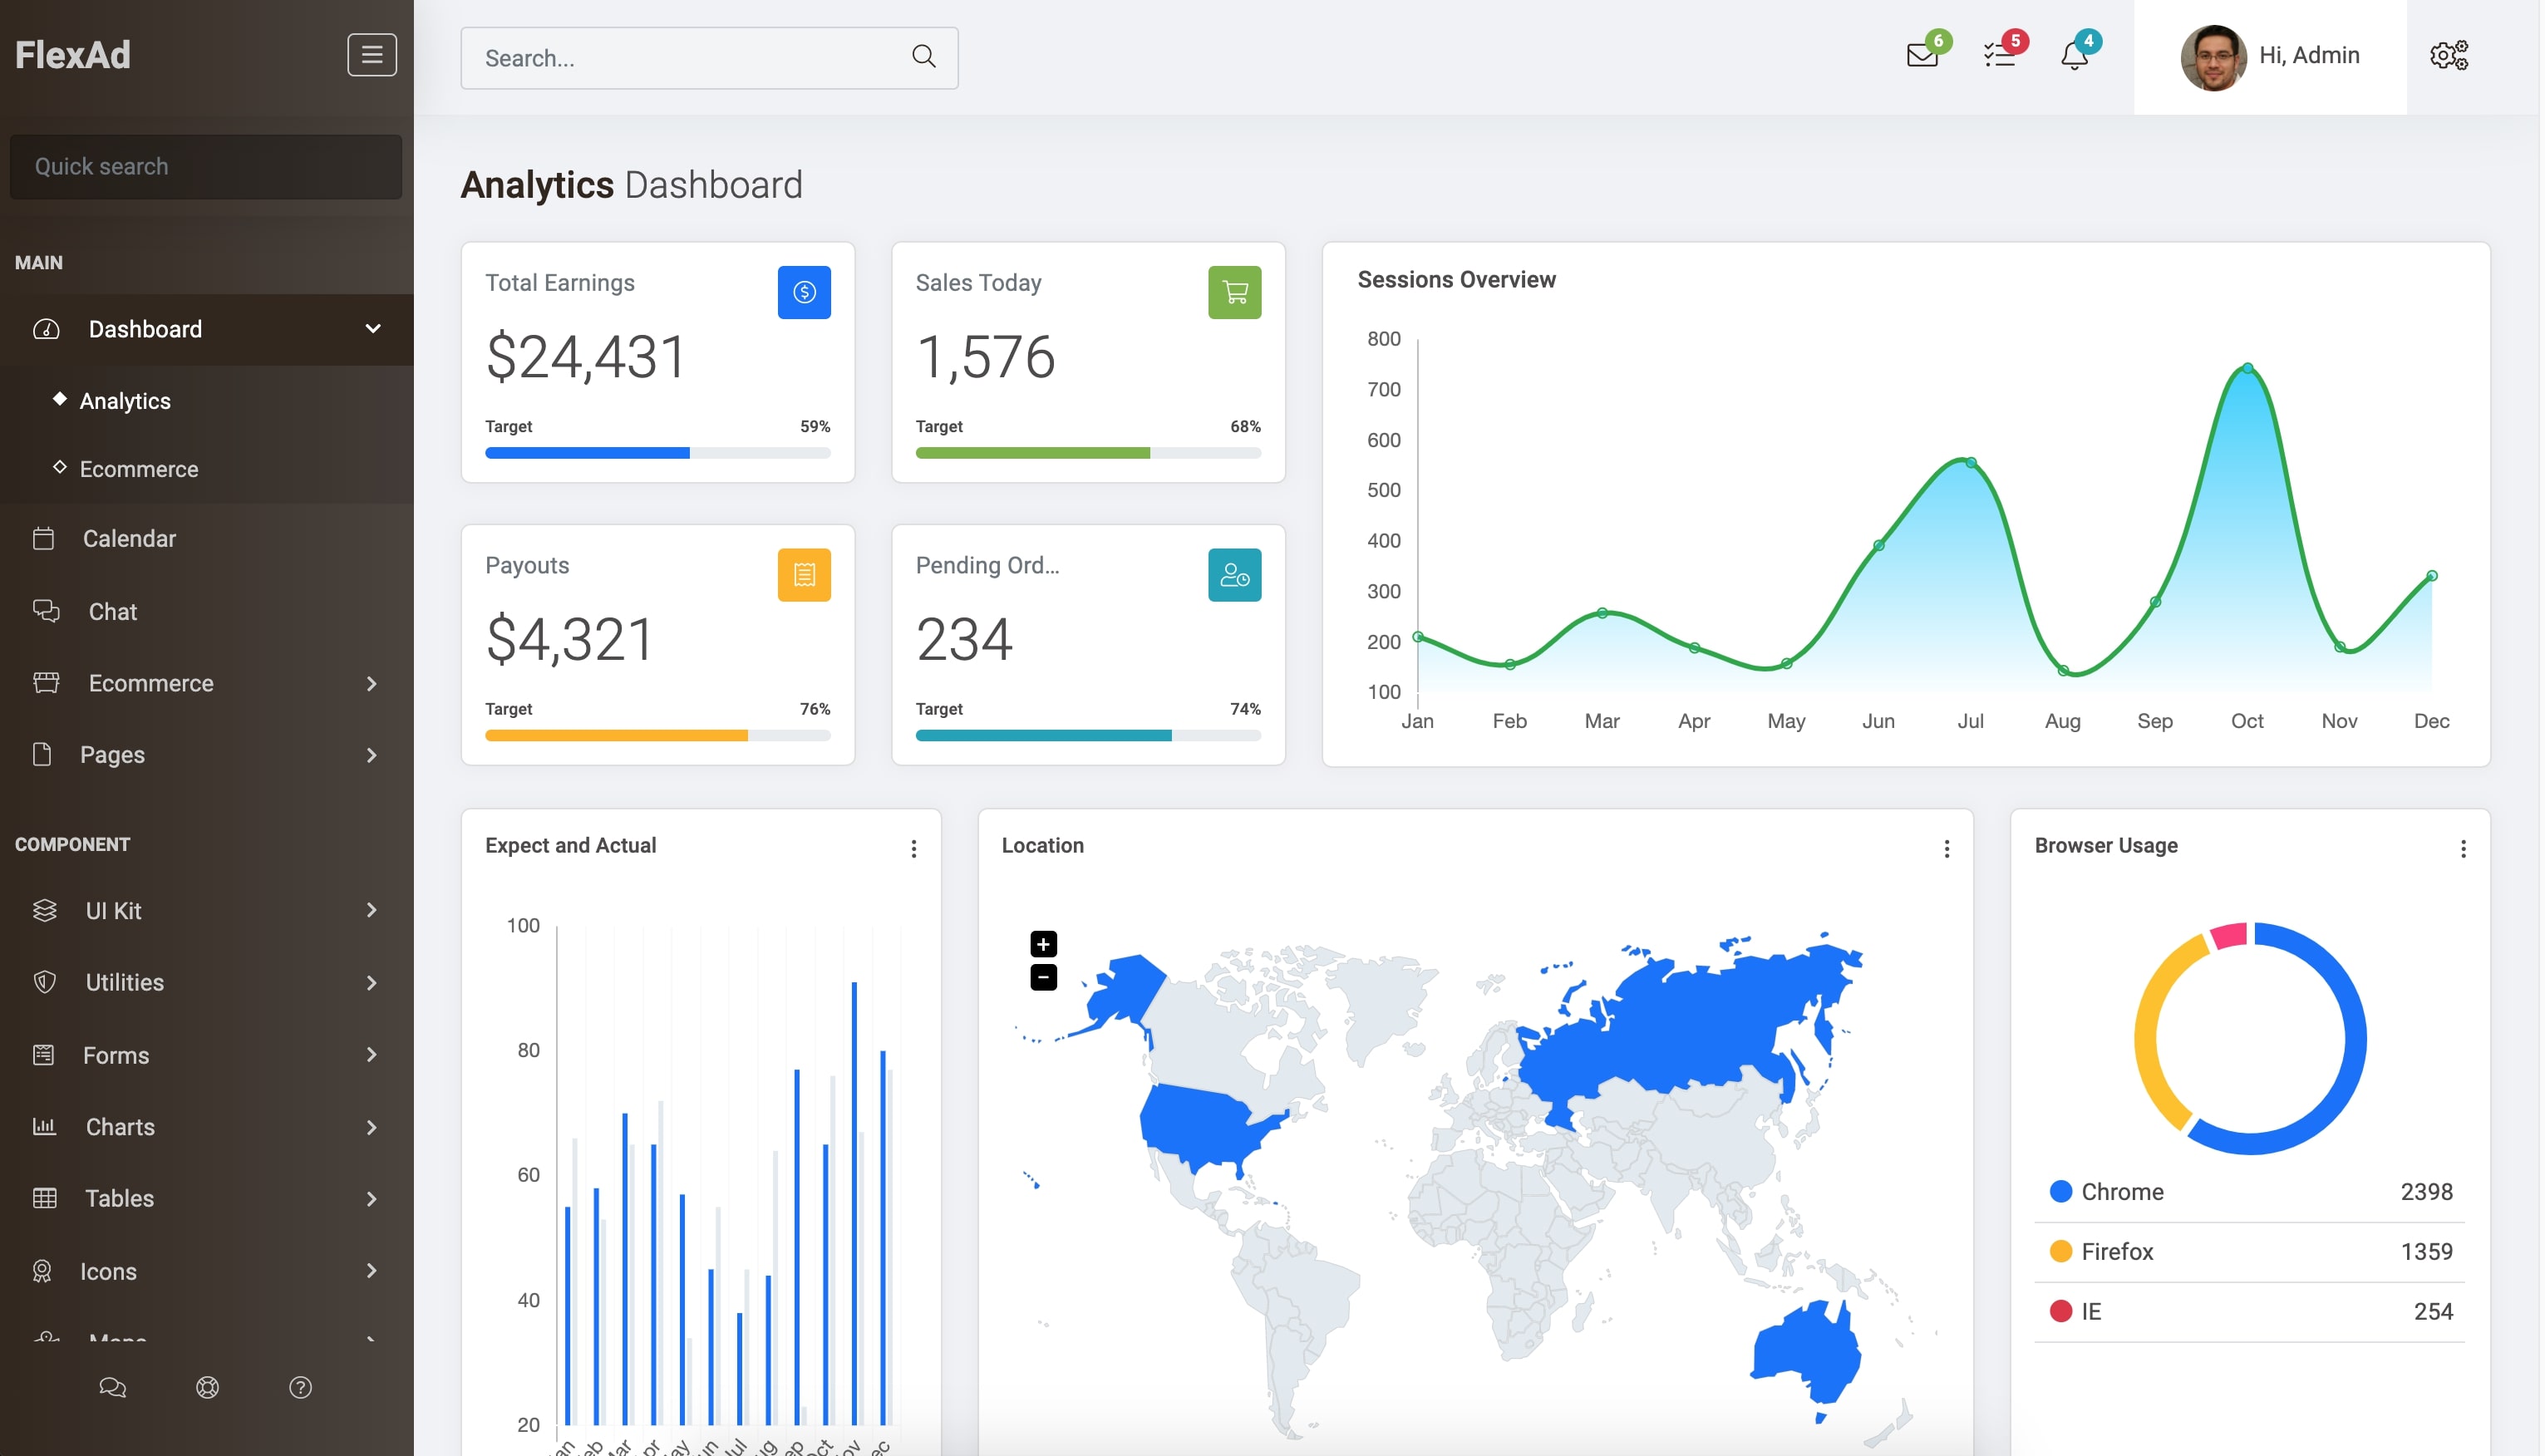 FlexAd
Quick search
MAIN
Dashboard
Analytics
Ecommerce
Calendar
Chat
Ecommerce
Pages
COMPONENT
UI Kit
Utilities
Forms
Charts
Tables
Icons
Search...
6
5
4
Hi, Admin
Analytics Dashboard
Total Earnings
$24,431
Target 59%
Sales Today
1,576
Target 68%
Payouts
$4,321
Target 76%
Pending Ord...
234
Target 74%
Sessions Overview
800
700
600
500
400
300
200
100
Jan Feb Mar Apr May Jun Jul Aug Sep Oct Nov Dec
Expect and Actual
100
80
60
40
20
Location
+
−
Browser Usage
Chrome 2398
Firefox 1359
IE 254